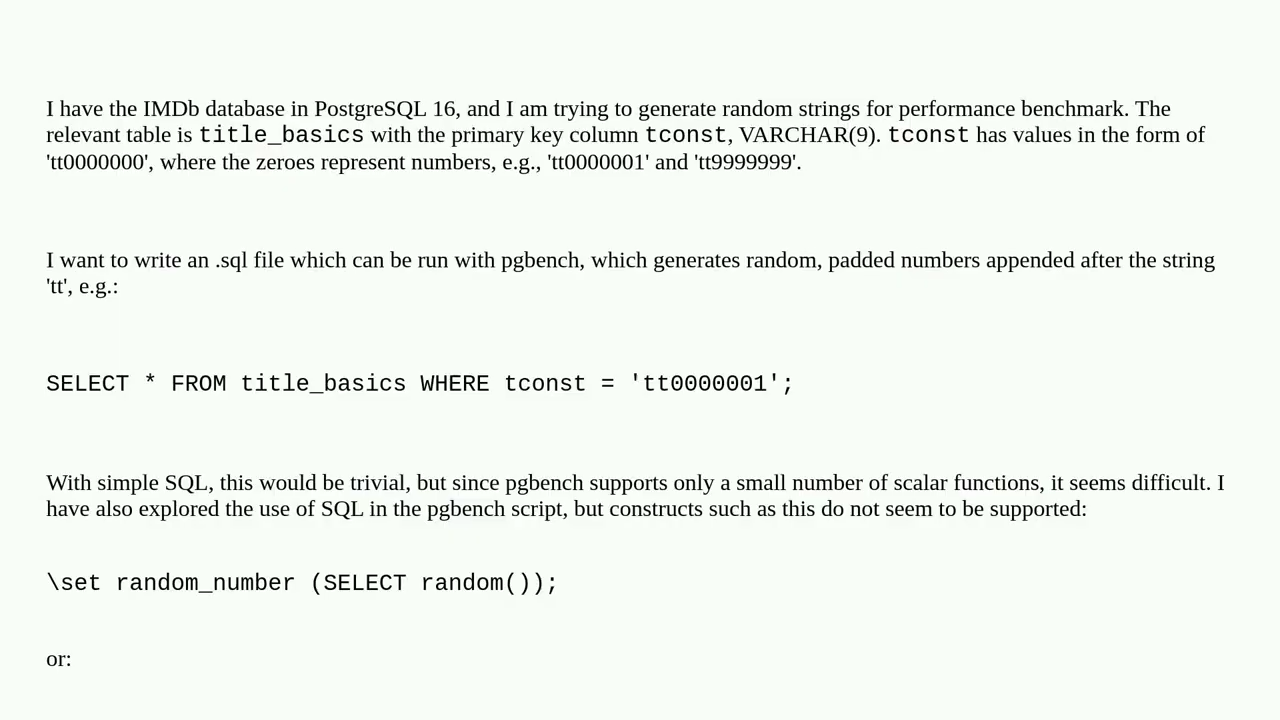 I have the IMDb database in PostgreSQL 16, and I am trying to generate random strings for performance benchmark. The
relevant table is title_basics with the primary key column tconst, VARCHAR(9). tconst has values in the form of
'tt0000000', where the zeroes represent numbers, e.g., 'tt0000001' and 'tt9999999'.
I want to write an .sql file which can be run with pgbench, which generates random, padded numbers appended after the string
'tt', e.g.:
SELECT * FROM title_basics WHERE tconst = 'tt0000001';
With simple SQL, this would be trivial, but since pgbench supports only a small number of scalar functions, it seems difficult. I
have also explored the use of SQL in the pgbench script, but constructs such as this do not seem to be supported:
\set random_number (SELECT random());
or: